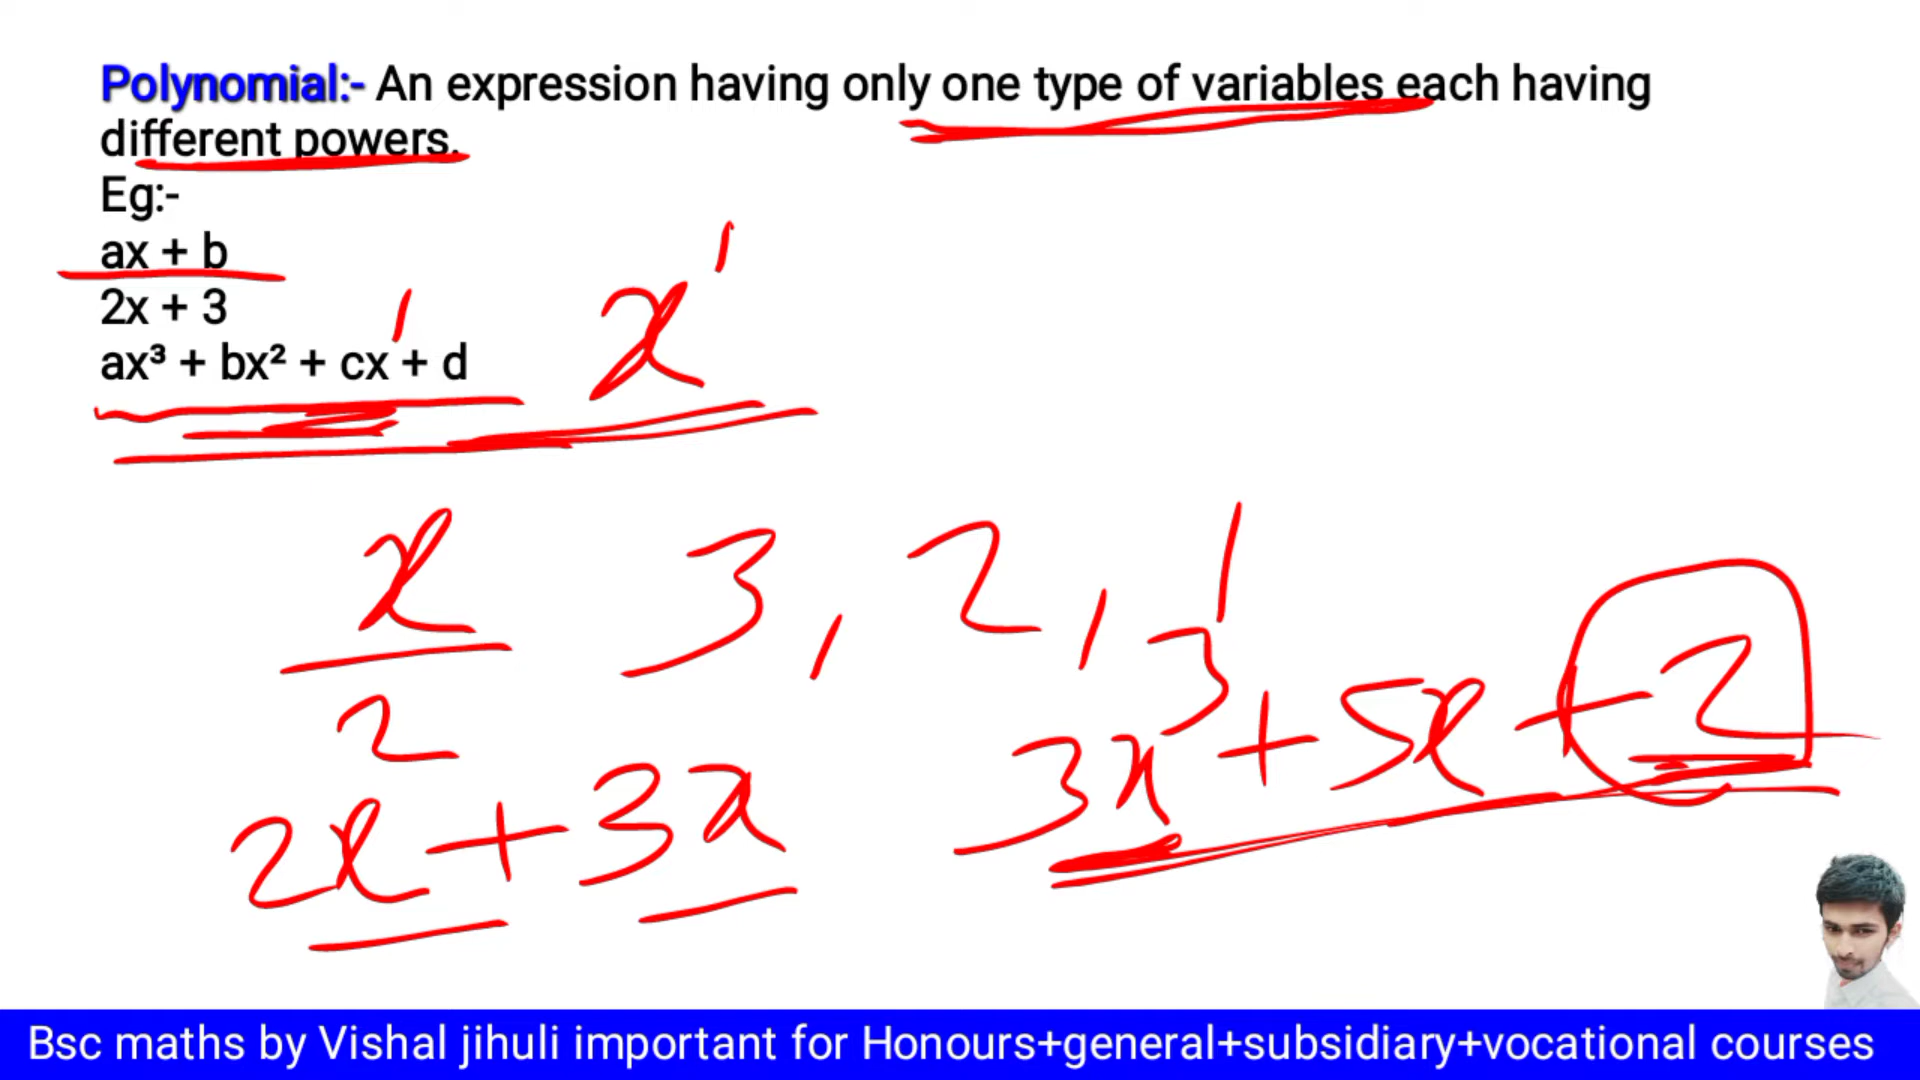 Polynomial:- An expression having only one type of variables each having
different powers.
Eg:-
ax + b
2x + 3
ax³ + bx² + cx¹ + d
x¹
x 3, 2, 1
2
2x + 3x
3x³ + 5x + 2
Bsc maths by Vishal jihuli important for Honours+general+subsidiary+vocational courses